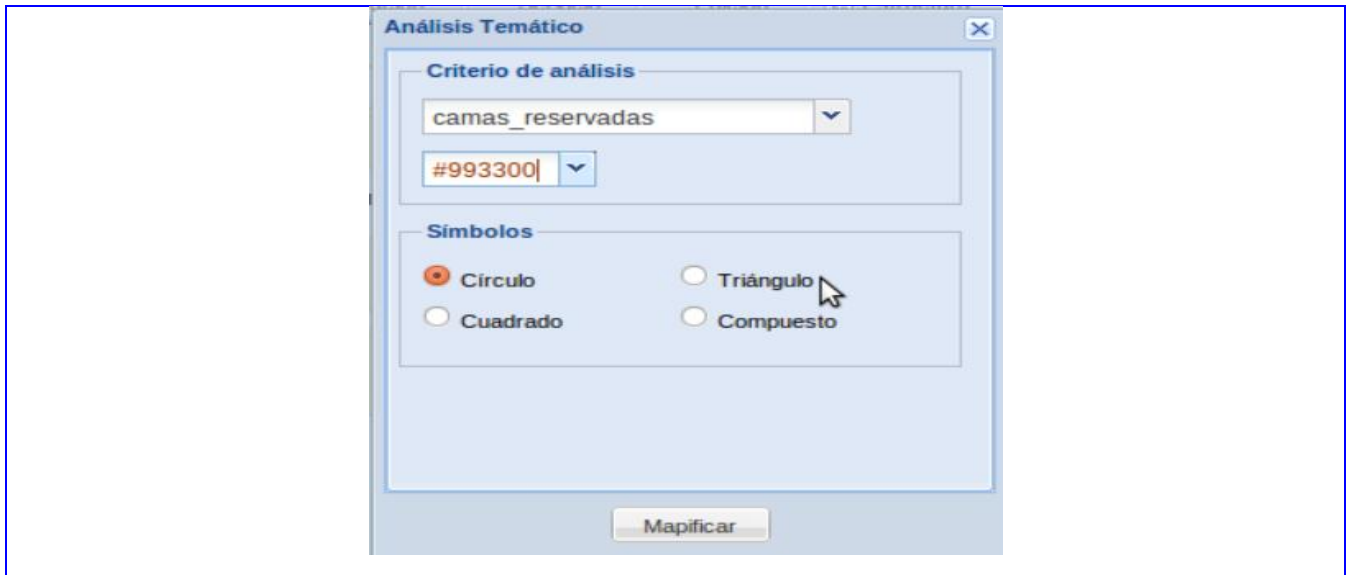 Análisis Temático
Criterio de análisis
camas_reservadas
#993300
Símbolos
Círculo Triángulo
Cuadrado Compuesto
Mapificar